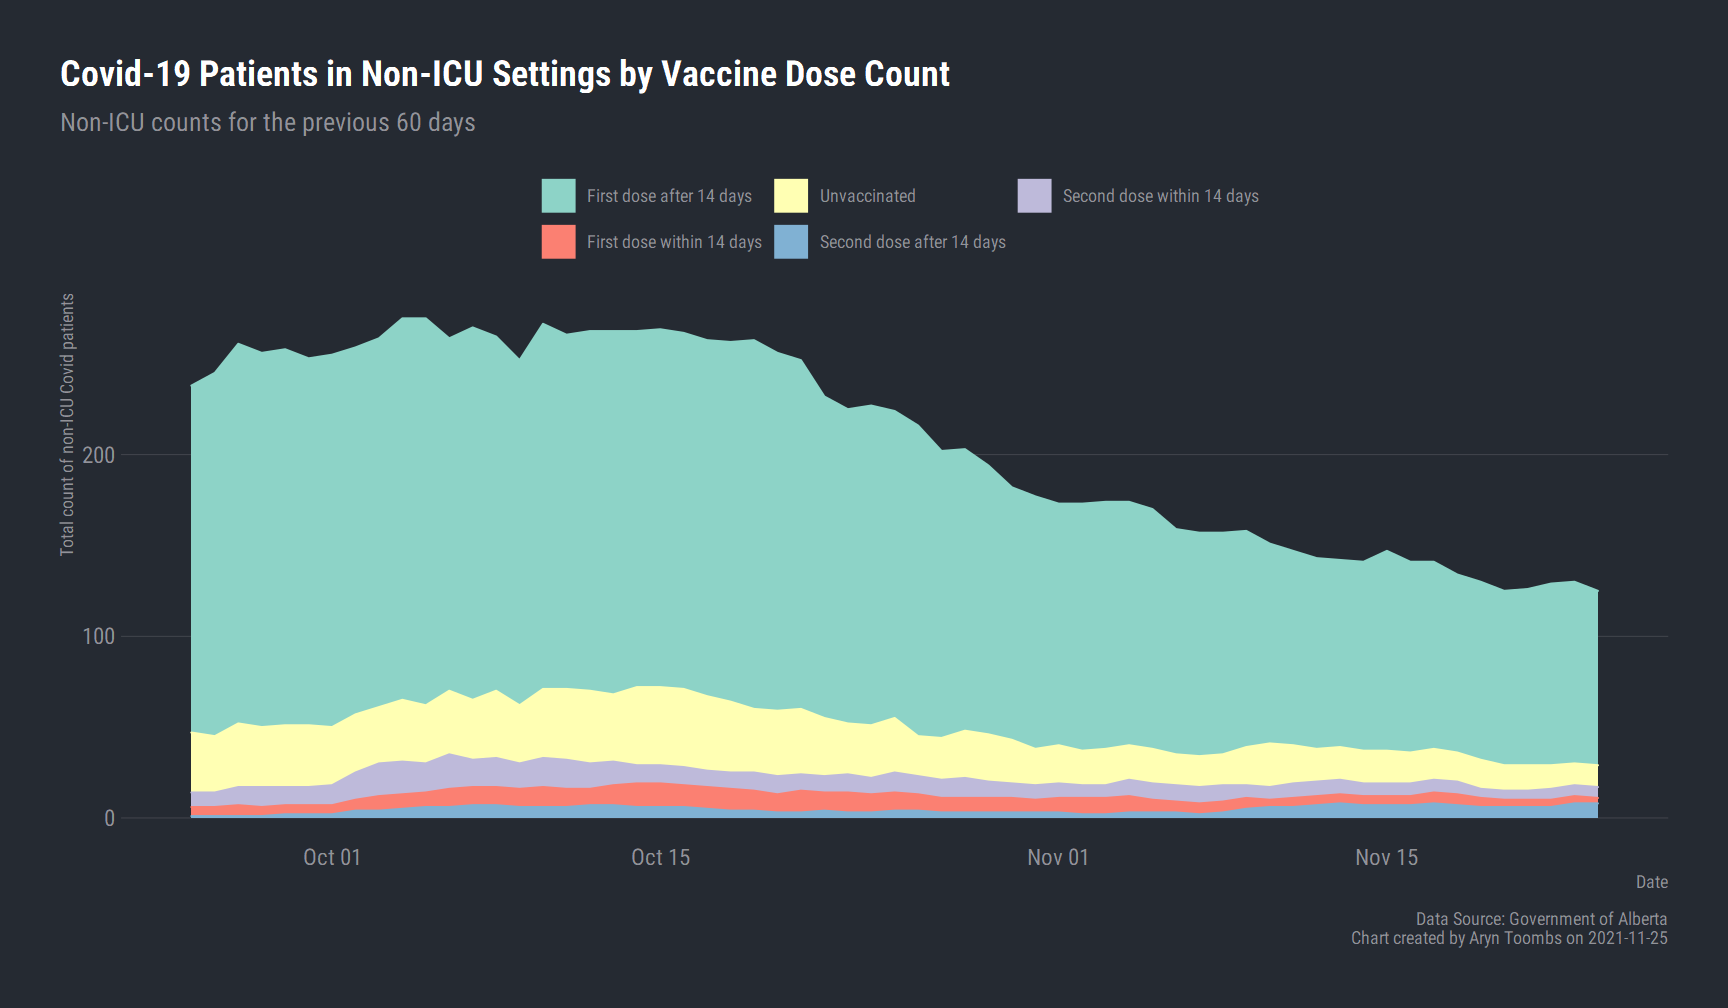 Covid-19 Patients in Non-ICU Settings by Vaccine Dose Count
Non-ICU counts for the previous 60 days
First dose after 14 days
Unvaccinated
Second dose within 14 days
First dose within 14 days
Second dose after 14 days
Total count of non-ICU Covid patients
200
100
0
Oct 01
Oct 15
Nov 01
Nov 15
Date
Data Source: Government of Alberta
Chart created by Aryn Toombs on 2021-11-25